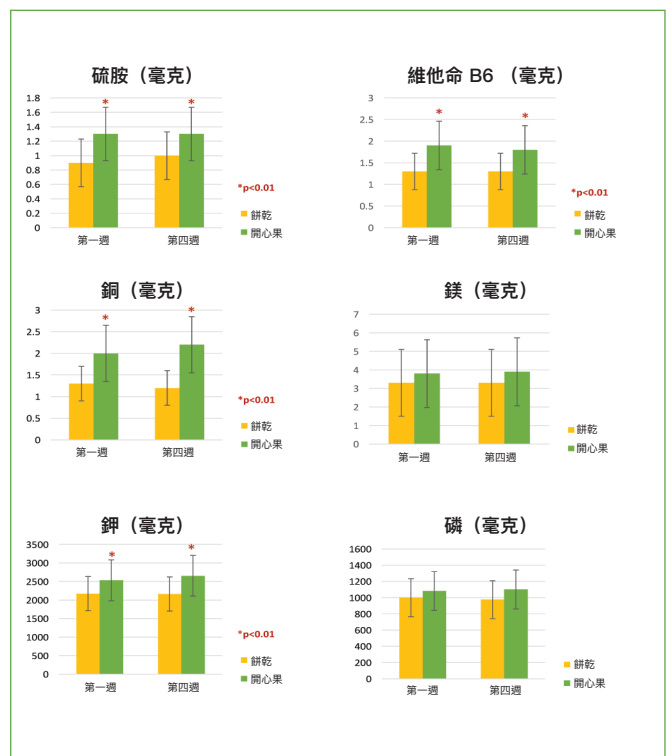 硫胺（毫克）
1.8
1.6
1.4
1.2
1
0.8
0.6
0.4
0.2
0
*
*
第一週
第四週
*p<0.01
餅乾
開心果
維他命 B6 （毫克）
3
2.5
2
1.5
1
0.5
0
*
*
第一週
第四週
*p<0.01
餅乾
開心果
銅（毫克）
3
2.5
2
1.5
1
0.5
0
*
*
第一週
第四週
*p<0.01
餅乾
開心果
鎂（毫克）
7
6
5
4
3
2
1
0
第一週
第四週
餅乾
開心果
鉀（毫克）
3500
3000
2500
2000
1500
1000
500
0
*
*
第一週
第四週
*p<0.01
餅乾
開心果
磷（毫克）
1600
1400
1200
1000
800
600
400
200
0
第一週
第四週
餅乾
開心果